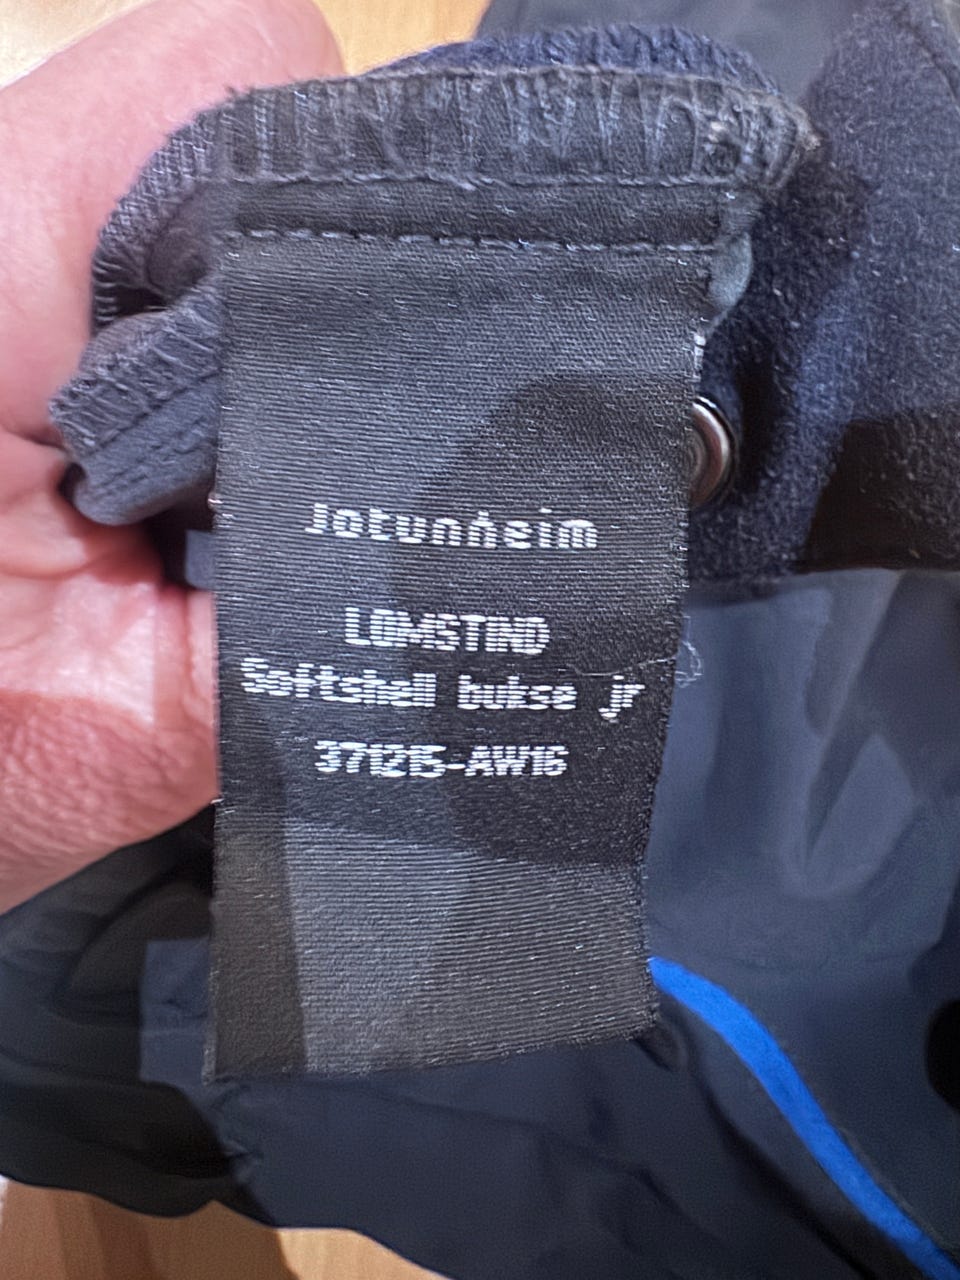 Jotunheim
LOMSTIND
Softshell bukse jr
371215-AW16